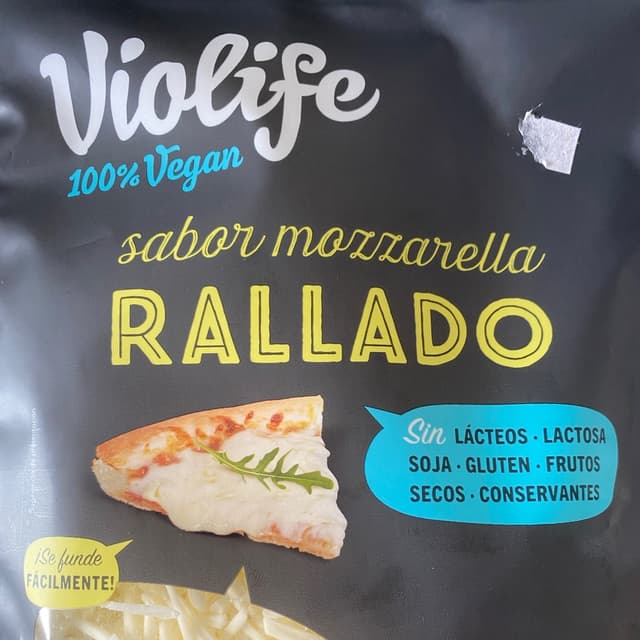 Violife
100% Vegan
sabor mozzarella
RALLADO
Sin LÁCTEOS · LACTOSA
SOJA · GLUTEN · FRUTOS
SECOS · CONSERVANTES
¡Se funde
FÁCILMENTE!